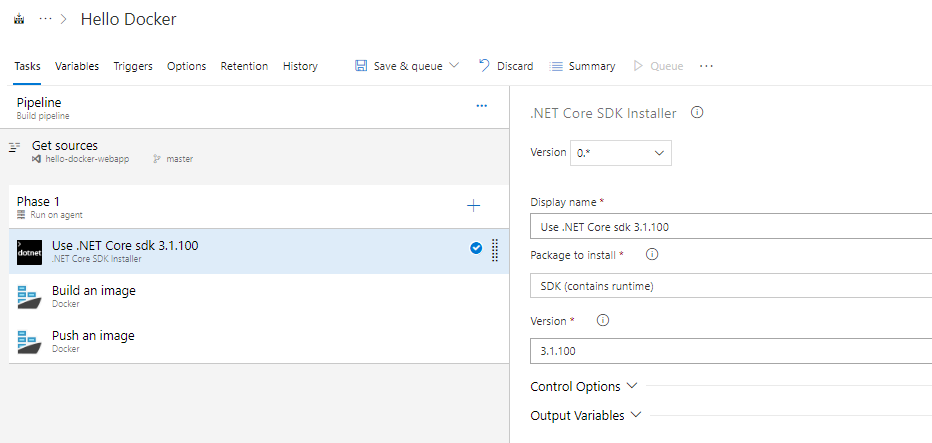 ··· > Hello Docker
Tasks Variables Triggers Options Retention History Save & queue Discard Summary Queue ···
Pipeline ···
Build pipeline
Get sources
hello-docker-webapp master
Phase 1 +
Run on agent
dotnet
Use .NET Core sdk 3.1.100
.NET Core SDK Installer
Build an image
Docker
Push an image
Docker
.NET Core SDK Installer
Version 0.*
Display name *
Use .NET Core sdk 3.1.100
Package to install *
SDK (contains runtime)
Version *
3.1.100
Control Options
Output Variables